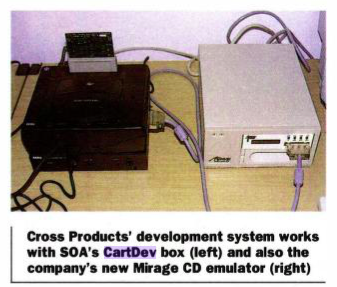 Cross Products' development system works
with SOA's CartDev box (left) and also the
company's new Mirage CD emulator (right)